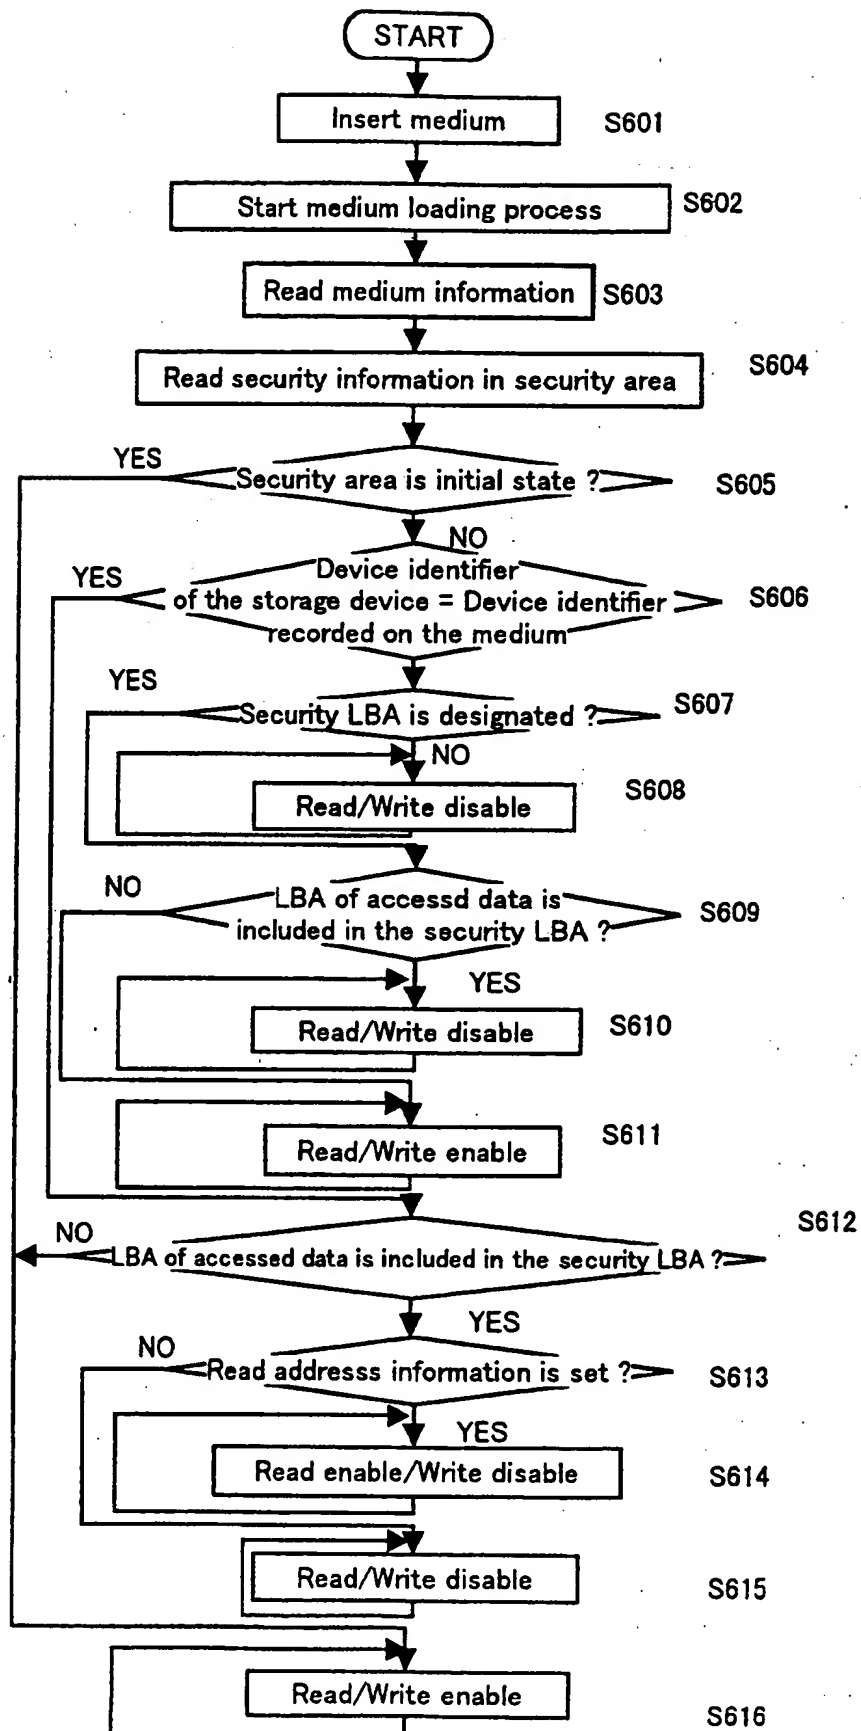 START
Insert medium
S601
Start medium loading process
S602
Read medium information
S603
Read security information in security area
S604
YES
Security area is initial state ?
S605
NO
YES
Device identifier
of the storage device = Device identifier
recorded on the medium
S606
YES
Security LBA is designated ?
S607
NO
Read/Write disable
S608
NO
LBA of accessd data is
included in the security LBA ?
S609
YES
Read/Write disable
S610
Read/Write enable
S611
S612
NO
LBA of accessed data is included in the security LBA ?
YES
NO
Read addresss information is set ?
S613
YES
Read enable/Write disable
S614
Read/Write disable
S615
Read/Write enable
S616